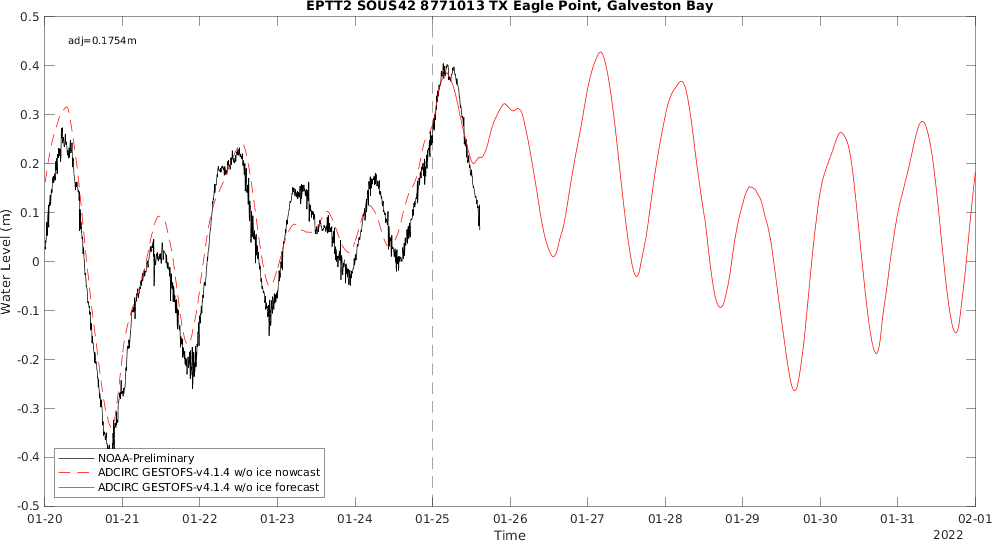 EPTT2 SOUS42 8771013 TX Eagle Point, Galveston Bay
adj=0.1754m
0.5
0.4
0.3
0.2
0.1
0
-0.1
-0.2
-0.3
-0.4
-0.5
Water Level (m)
NOAA-Preliminary
ADCIRC GESTOFS-v4.1.4 w/o ice nowcast
ADCIRC GESTOFS-v4.1.4 w/o ice forecast
01-20 01-21 01-22 01-23 01-24 01-25 01-26 01-27 01-28 01-29 01-30 01-31 02-01
Time
2022